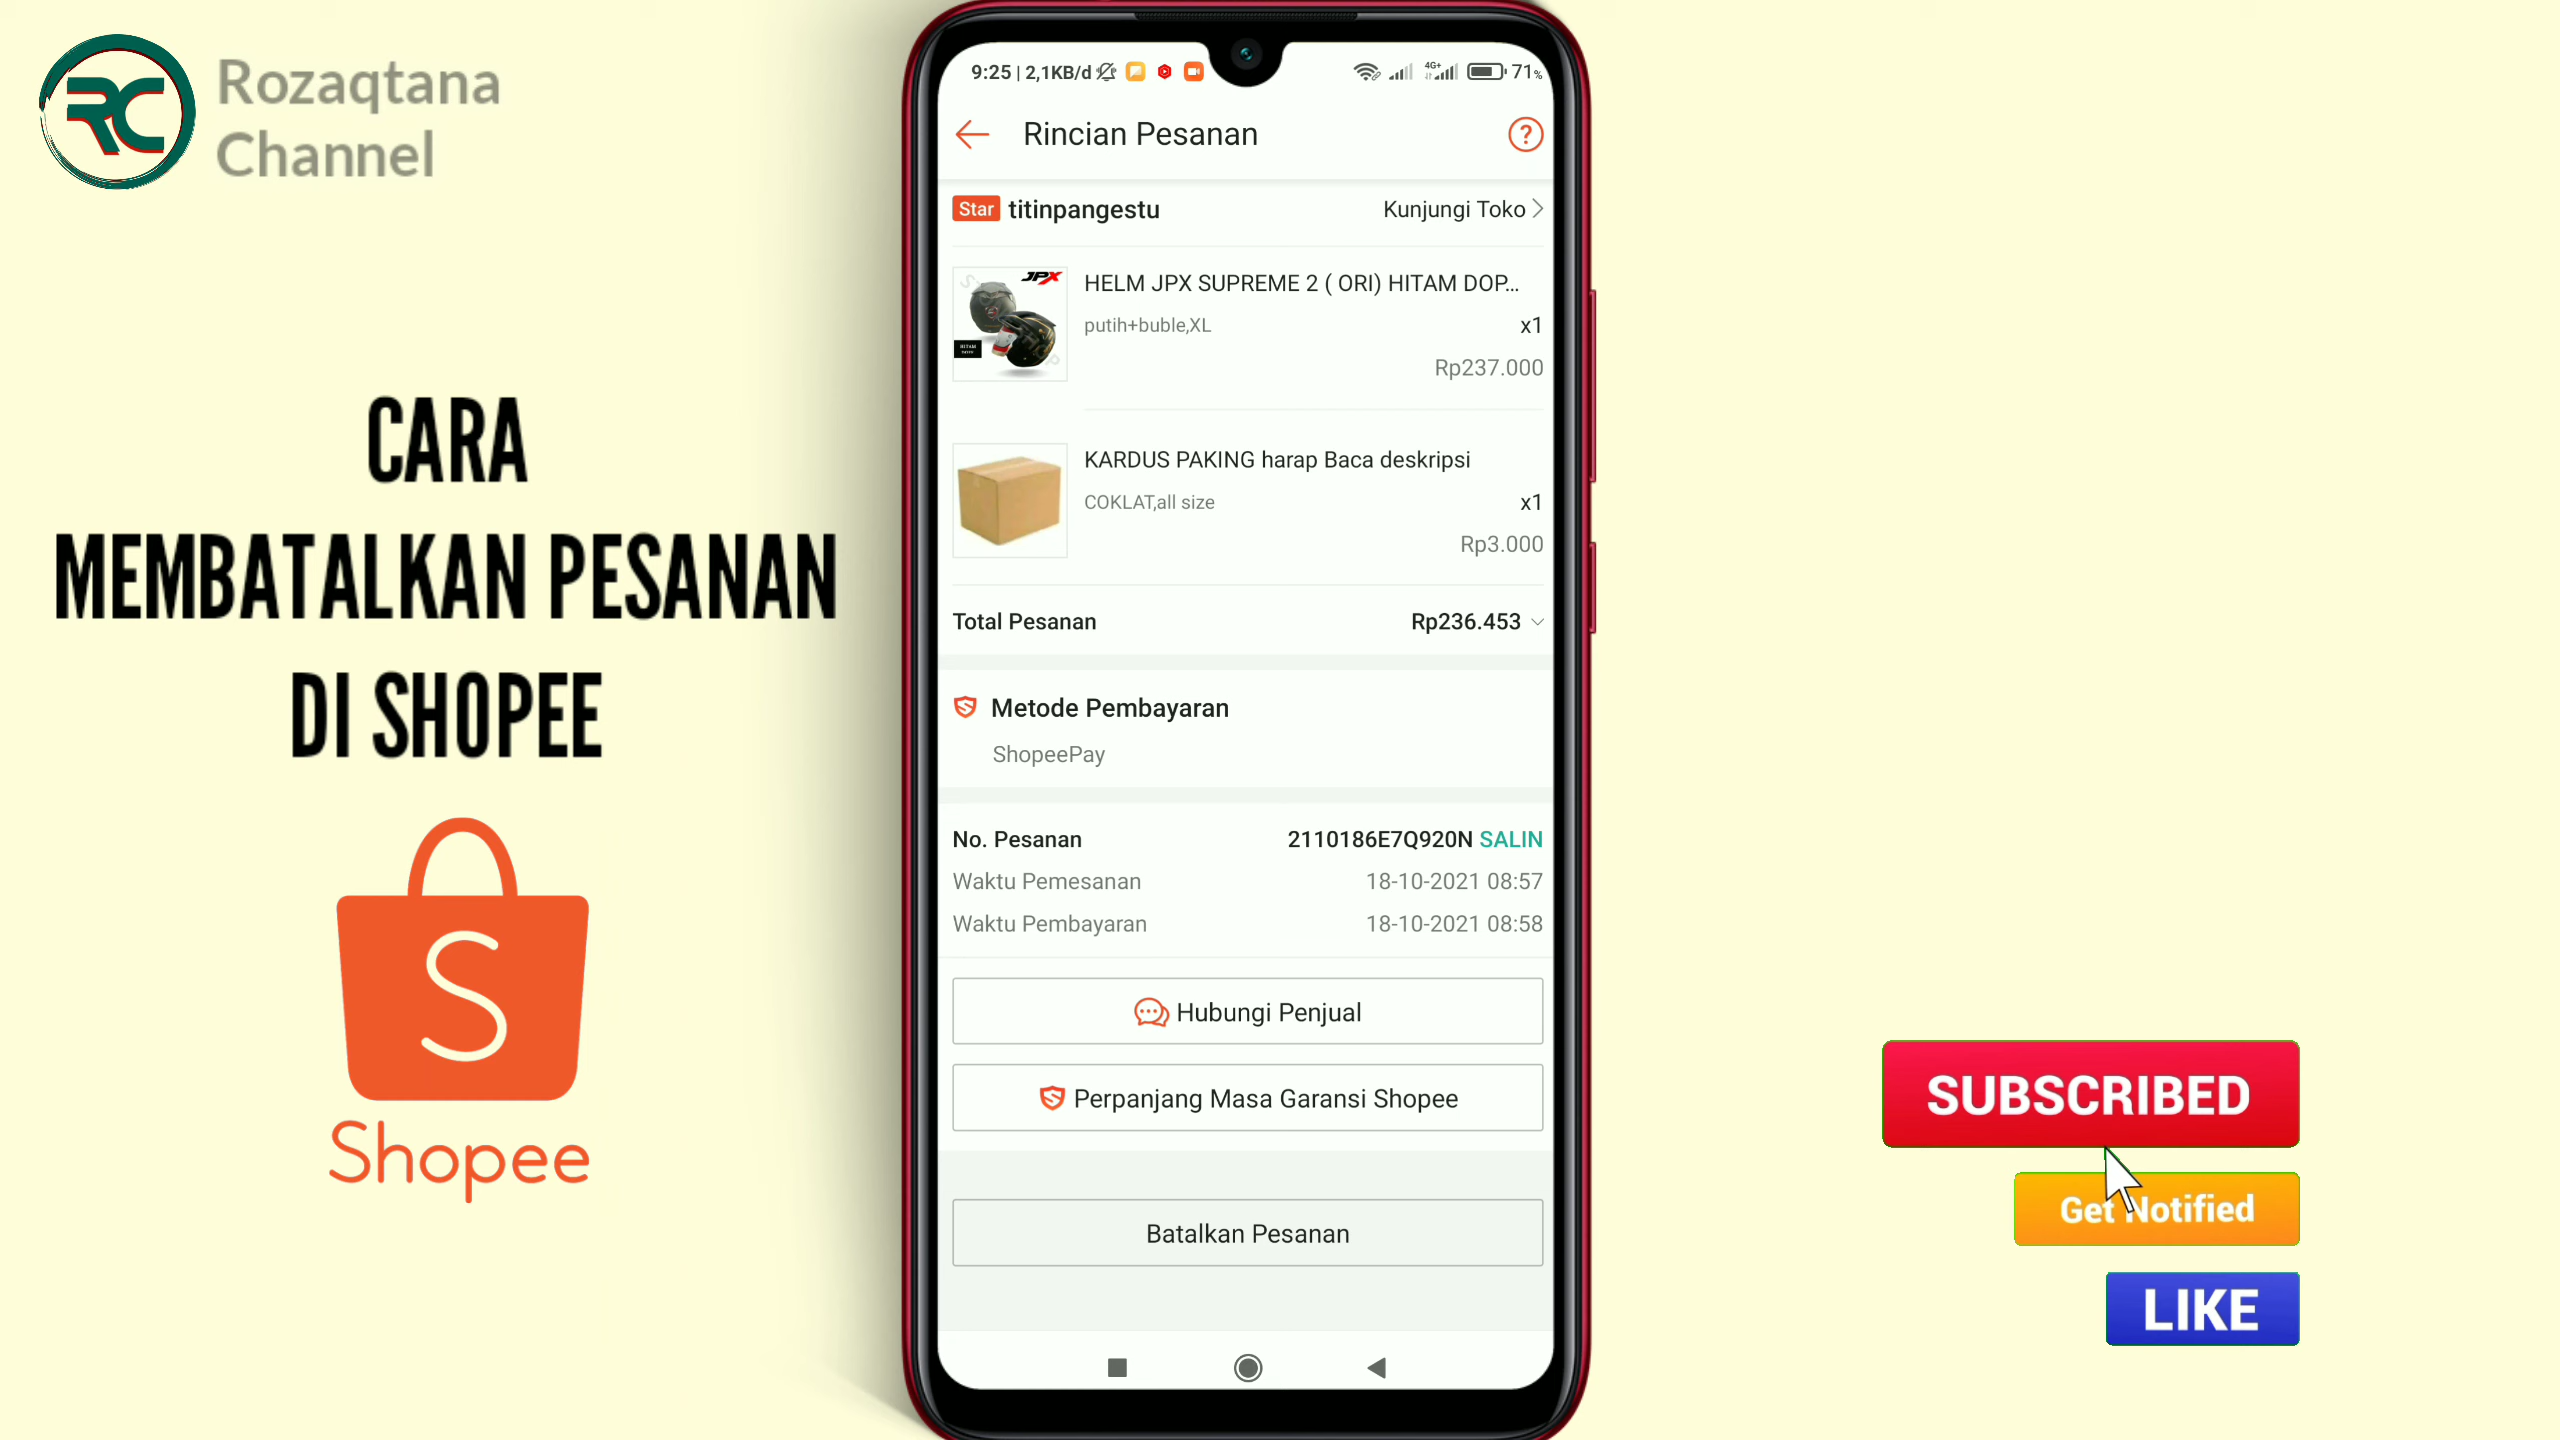 RC
Rozaqtana
Channel
CARA
MEMBATALKAN PESANAN
DI SHOPEE
S
Shopee
9:25 | 2,1KB/d
4G+
71%
Rincian Pesanan
?
Star titinpangestu
Kunjungi Toko
JPX
HITAM
HELM JPX SUPREME 2 ( ORI) HITAM DOP...
putih+buble,XL
x1
Rp237.000
KARDUS PAKING harap Baca deskripsi
COKLAT,all size
x1
Rp3.000
Total Pesanan
Rp236.453
Metode Pembayaran
ShopeePay
No. Pesanan
2110186E7Q920N SALIN
Waktu Pemesanan
18-10-2021 08:57
Waktu Pembayaran
18-10-2021 08:58
Hubungi Penjual
Perpanjang Masa Garansi Shopee
Batalkan Pesanan
SUBSCRIBED
Get Notified
LIKE